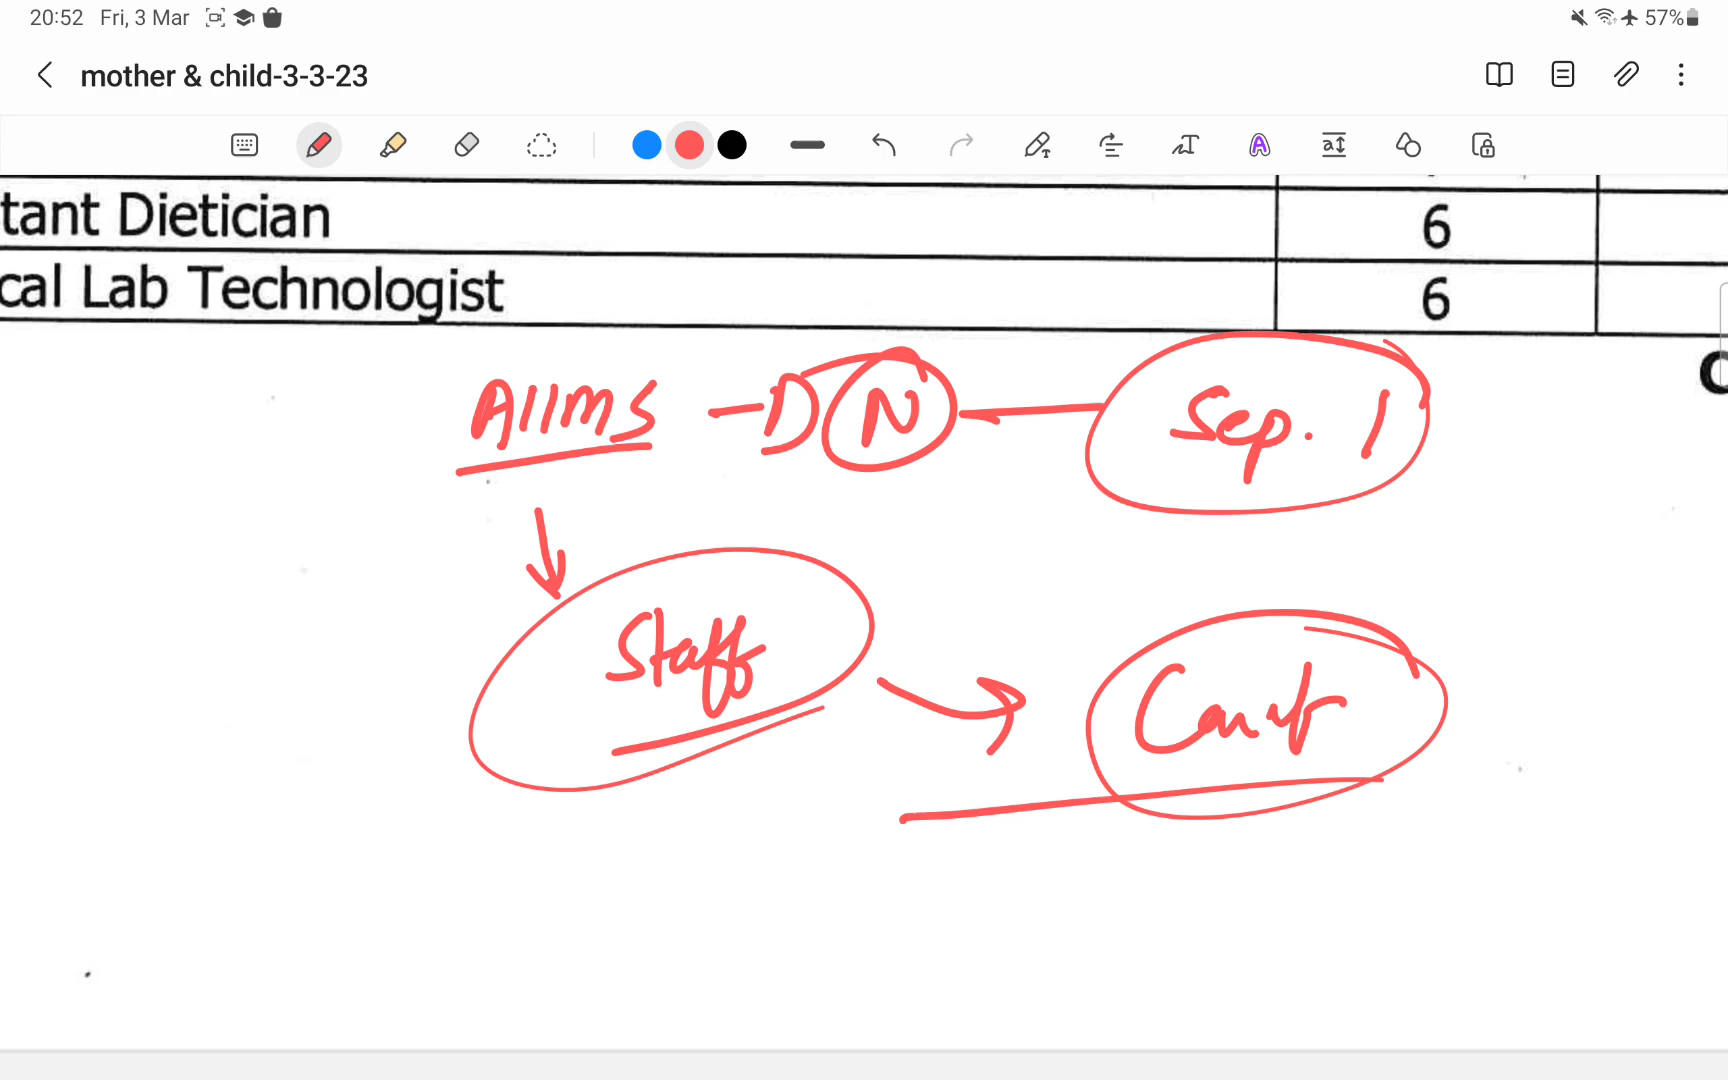 20:52 Fri, 3 Mar 57%
mother & child-3-3-23
tant Dietician 6
cal Lab Technologist 6
AIIMS - DN - Sep. 1
Staff